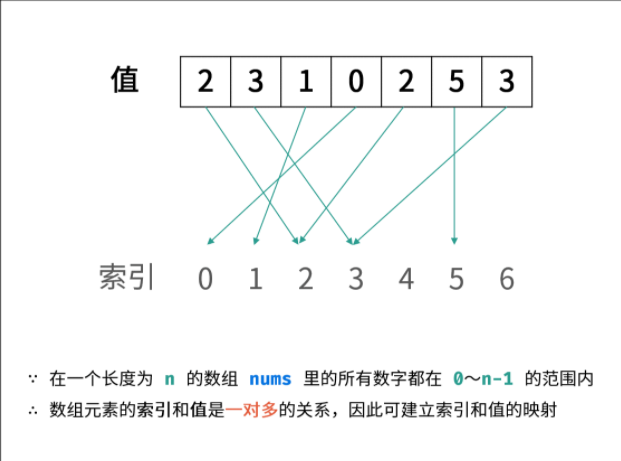 值 2 3 1 0 2 5 3
索引 0 1 2 3 4 5 6
∵ 在一个长度为 n 的数组 nums 里的所有数字都在 0～n-1 的范围内
∴ 数组元素的索引和值是一对多的关系，因此可建立索引和值的映射